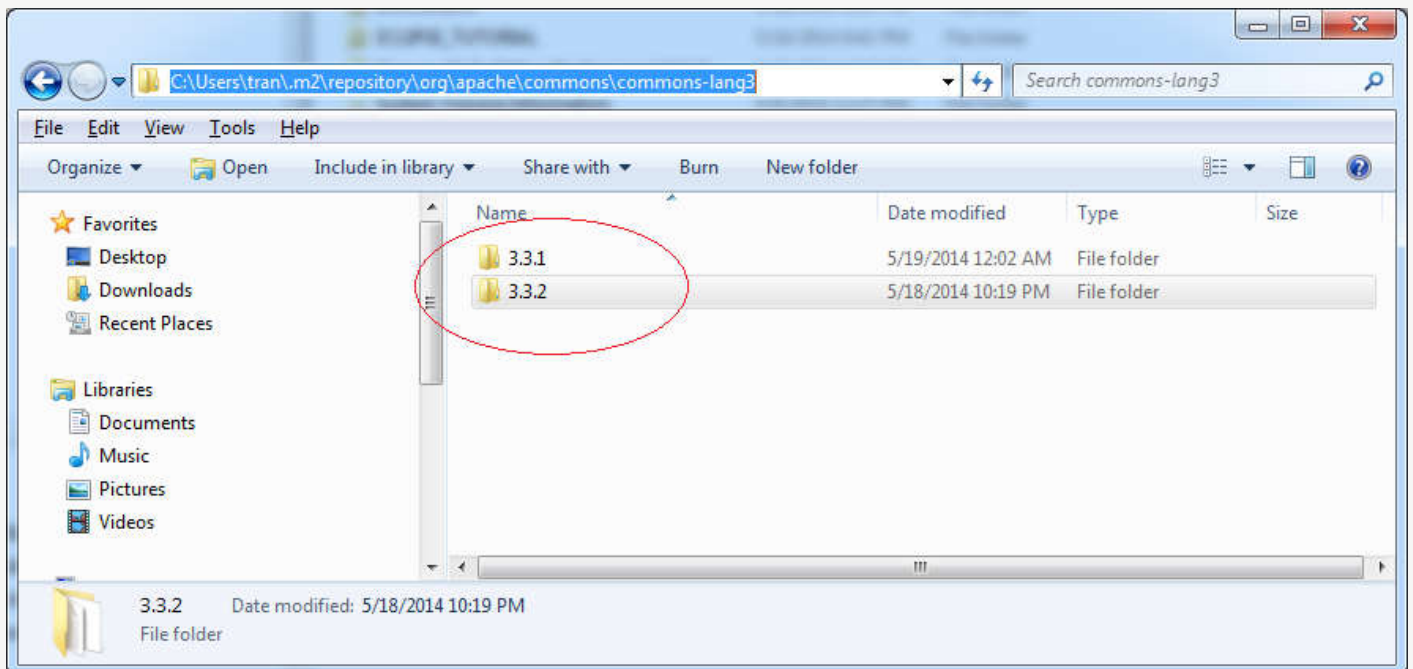 C:\Users\tran\.m2\repository\org\apache\commons\commons-lang3
Search commons-lang3
File Edit View Tools Help
Organize Open Include in library Share with Burn New folder
Name Date modified Type Size
Favorites
Desktop
Downloads
Recent Places
Libraries
Documents
Music
Pictures
Videos
3.3.1 5/19/2014 12:02 AM File folder
3.3.2 5/18/2014 10:19 PM File folder
3.3.2 Date modified: 5/18/2014 10:19 PM
File folder